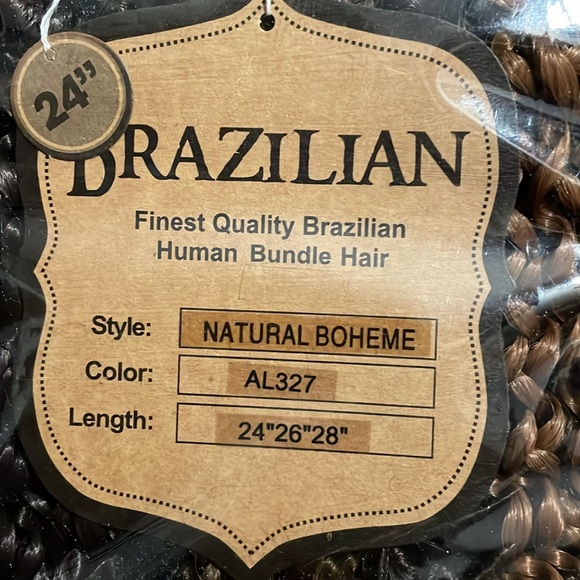 24”
BRAZILIAN
Finest Quality Brazilian
Human Bundle Hair
Style: NATURAL BOHEME
Color: AL327
Length: 24"26"28"